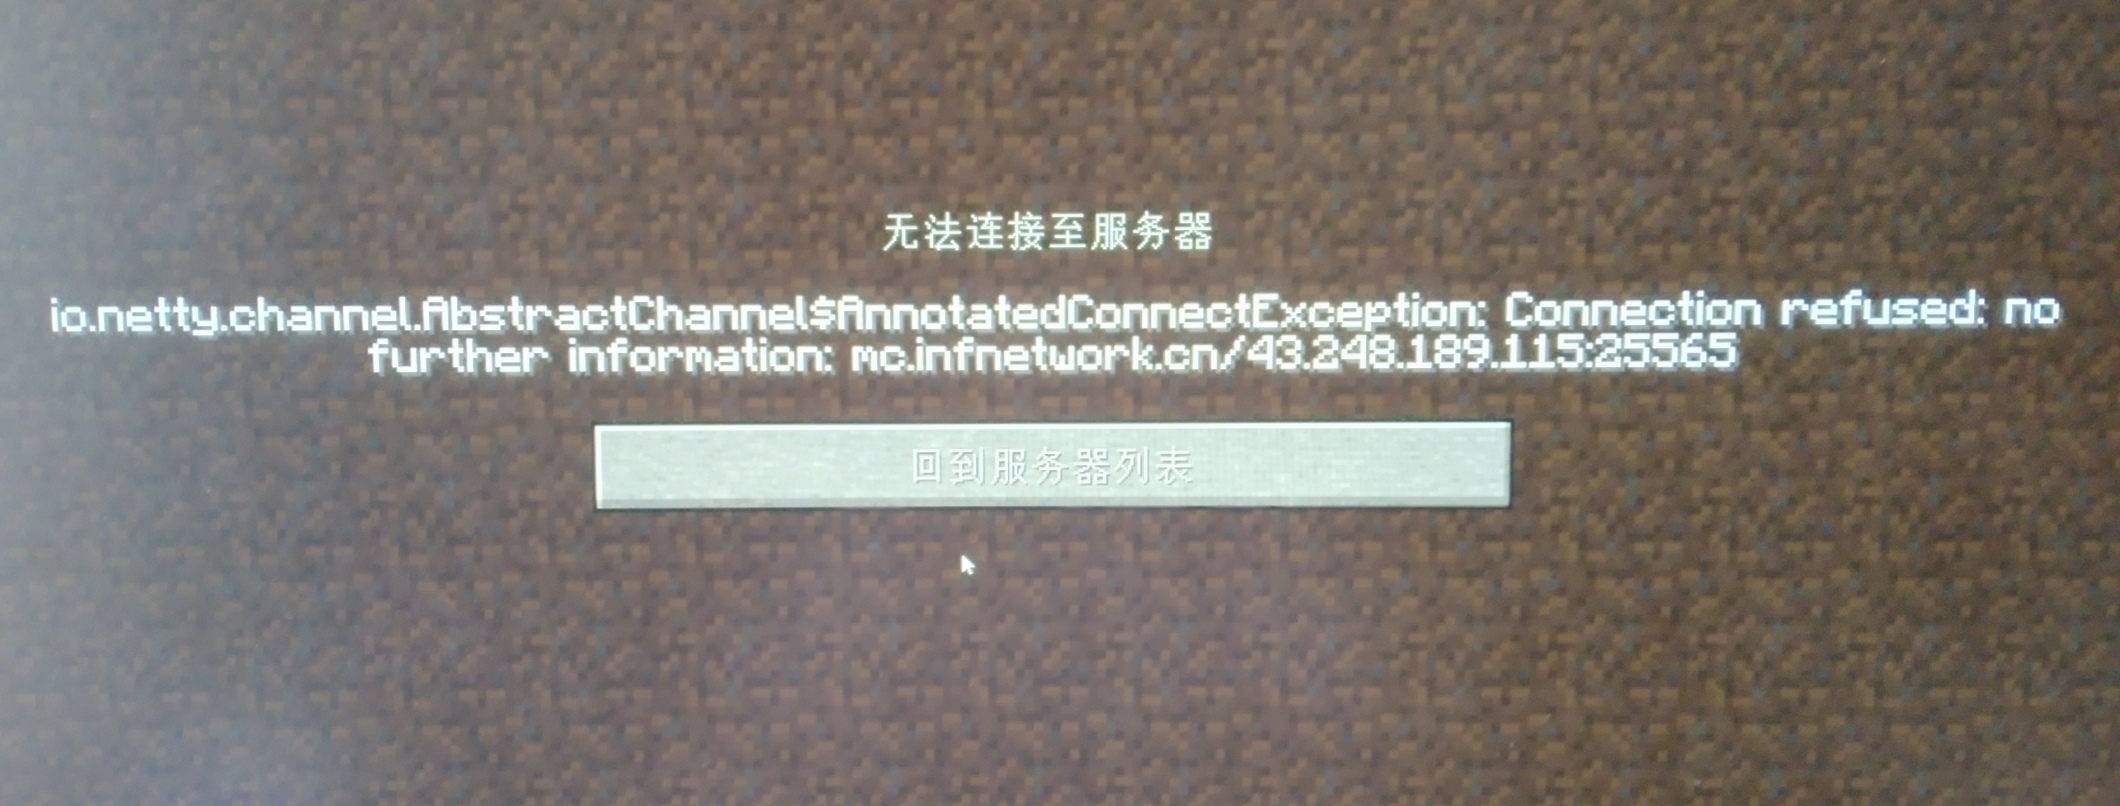 无法连接至服务器
io.netty.channel.AbstractChannel$AnnotatedConnectException: Connection refused: no
further information: mc.infnetwork.cn/43.248.189.115:25565
回到服务器列表